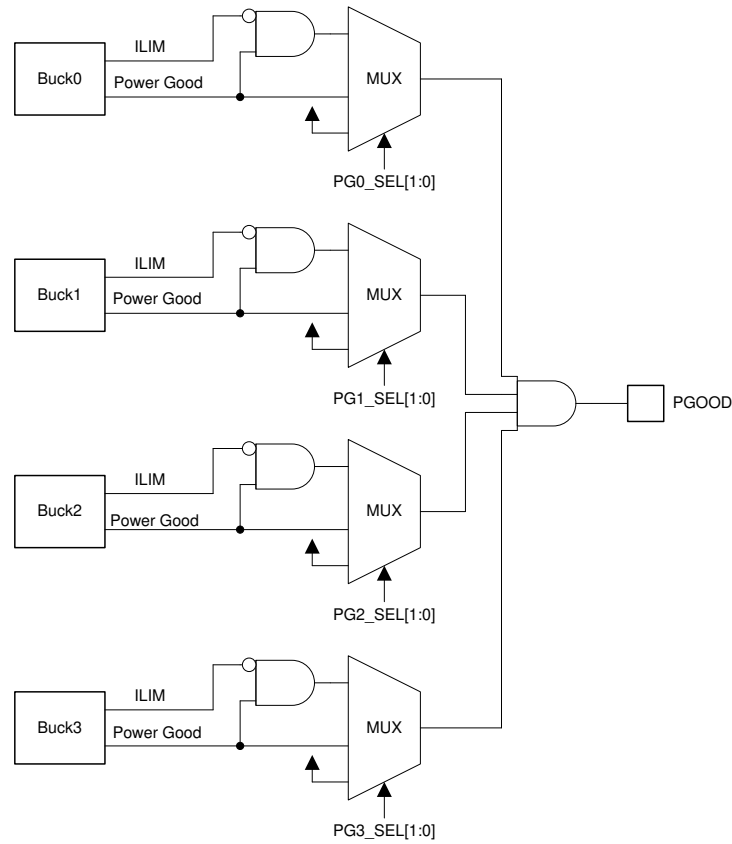 ILIM
Buck0
MUX
Power Good
PG0_SEL[1:0]
ILIM
Buck1
MUX
Power Good
PG1_SEL[1:0]
PGOOD
ILIM
Buck2
MUX
Power Good
PG2_SEL[1:0]
ILIM
Buck3
MUX
Power Good
PG3_SEL[1:0]